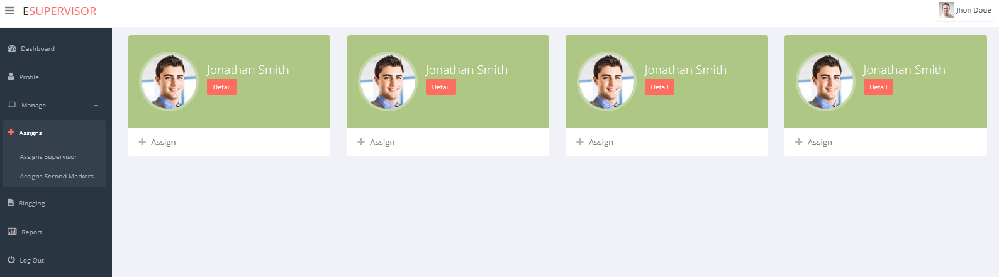 ESUPERVISOR
Jhon Doue
Dashboard
Profile
Manage +
Assigns −
Assigns Supervisor
Assigns Second Markers
Blogging
Report
Log Out
Jonathan Smith
Detail
Assign
Jonathan Smith
Detail
Assign
Jonathan Smith
Detail
Assign
Jonathan Smith
Detail
Assign